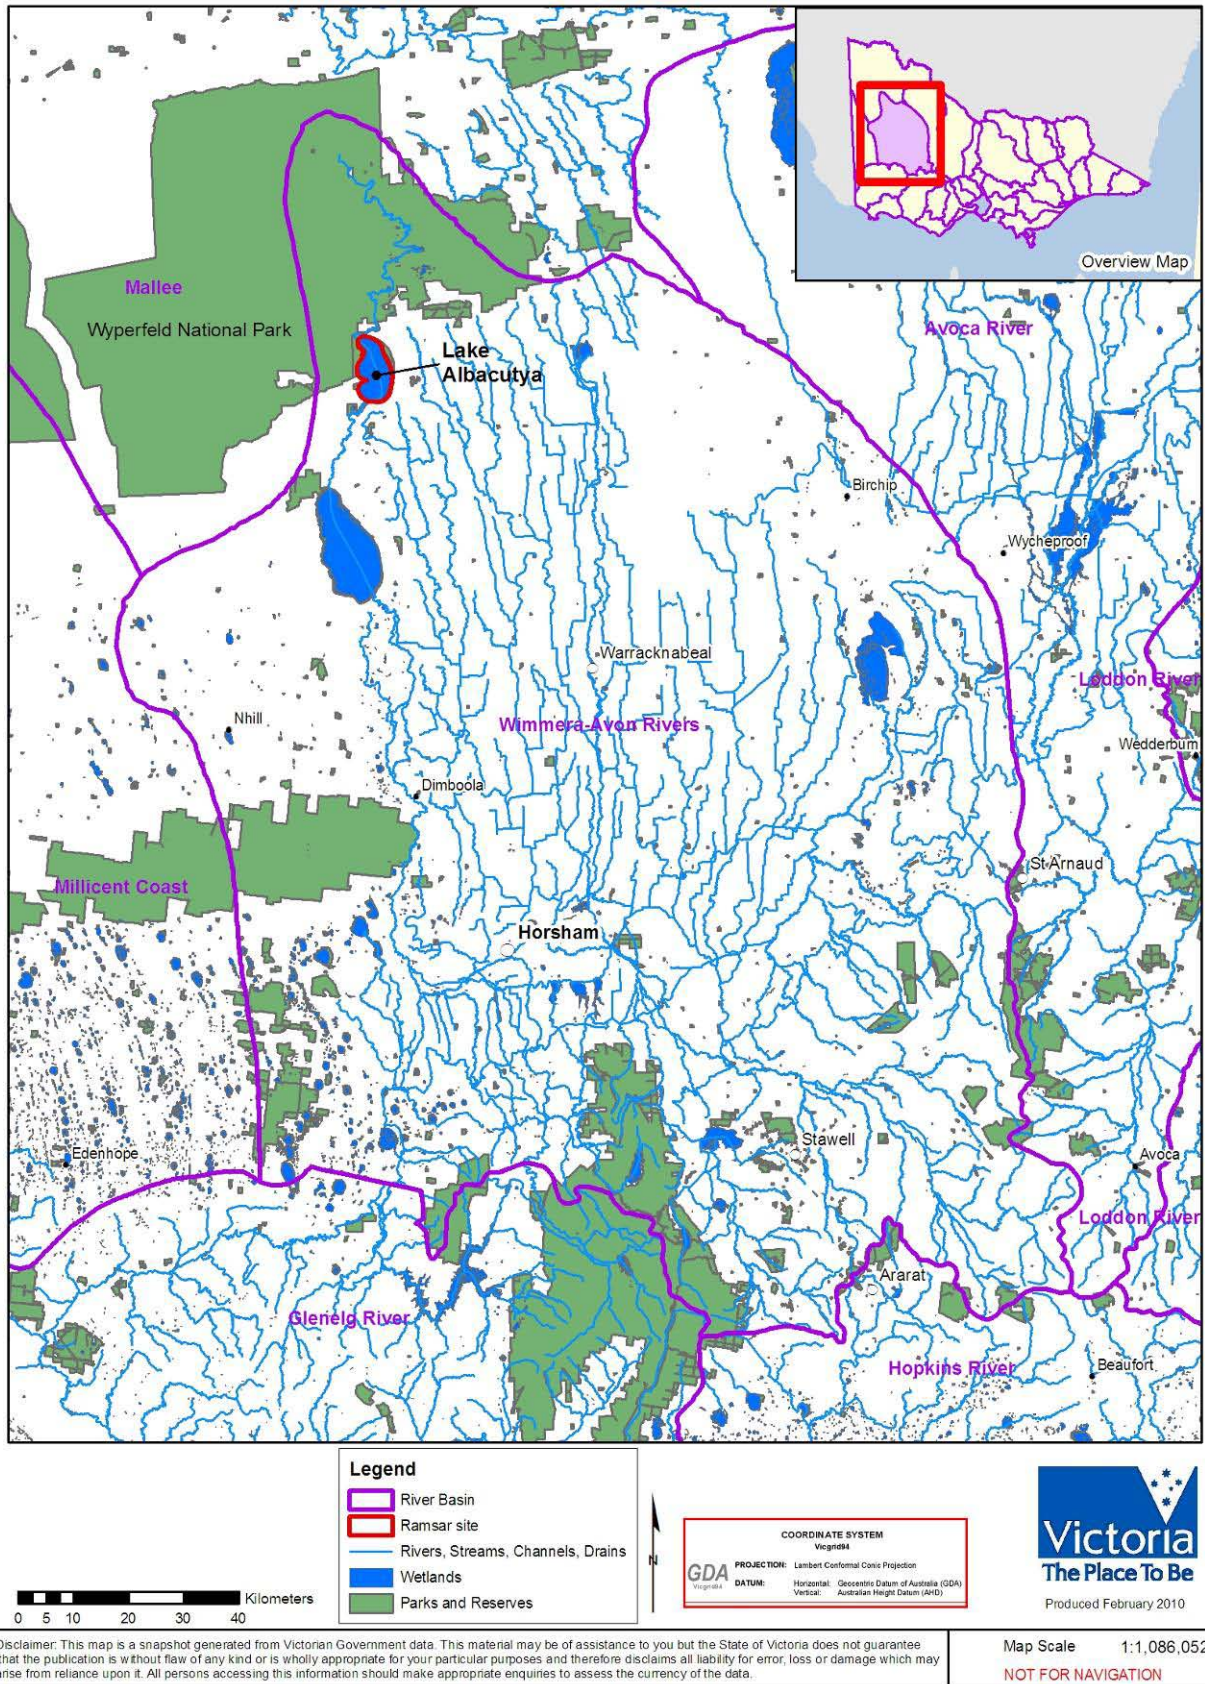 Overview Map
Mallee
Wyperfeld National Park
Avoca River
Lake
Albacutya
Birchip
Wycheproof
Warracknabeal
Loddon River
Wimmera-Avon Rivers
Nhill
Wedderburn
Dimboola
St Arnaud
Millicent Coast
Horsham
Stawell
Edenhope
Avoca
Loddon River
Ararat
Glenelg River
Hopkins River
Beaufort
Legend
River Basin
Ramsar site
Rivers, Streams, Channels, Drains
Wetlands
Parks and Reserves
Kilometers
0 5 10 20 30 40
N
COORDINATE SYSTEM
Vicgrid94
GDA
Vicgrid94
PROJECTION: Lambert Conformal Conic Projection
DATUM: Horizontal: Geocentric Datum of Australia (GDA)
Vertical: Australian Height Datum (AHD)
Victoria
The Place To Be
Produced February 2010
Disclaimer: This map is a snapshot generated from Victorian Government data. This material may be of assistance to you but the State of Victoria does not guarantee
that the publication is without flaw of any kind or is wholly appropriate for your particular purposes and therefore disclaims all liability for error, loss or damage which may
arise from reliance upon it. All persons accessing this information should make appropriate enquiries to assess the currency of the data.
Map Scale 1:1,086,052
NOT FOR NAVIGATION